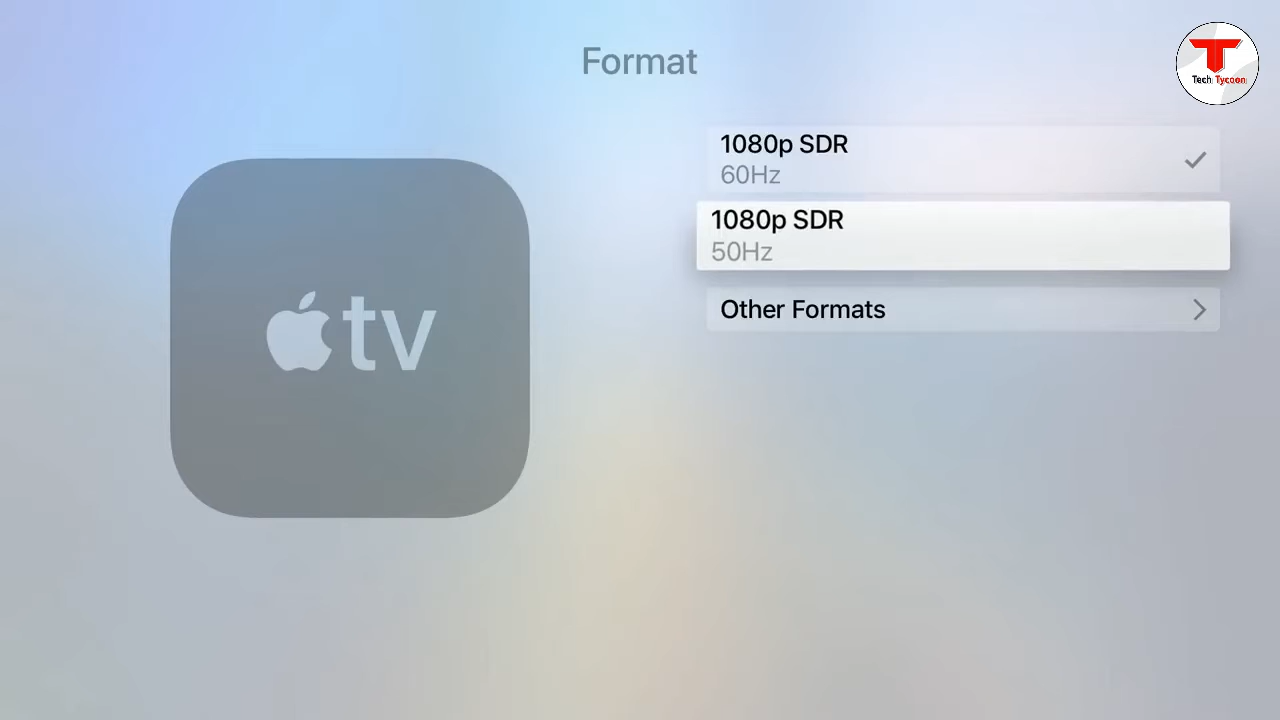 Format
Tech Tycoon
1080p SDR
60Hz
1080p SDR
50Hz
Other Formats
tv